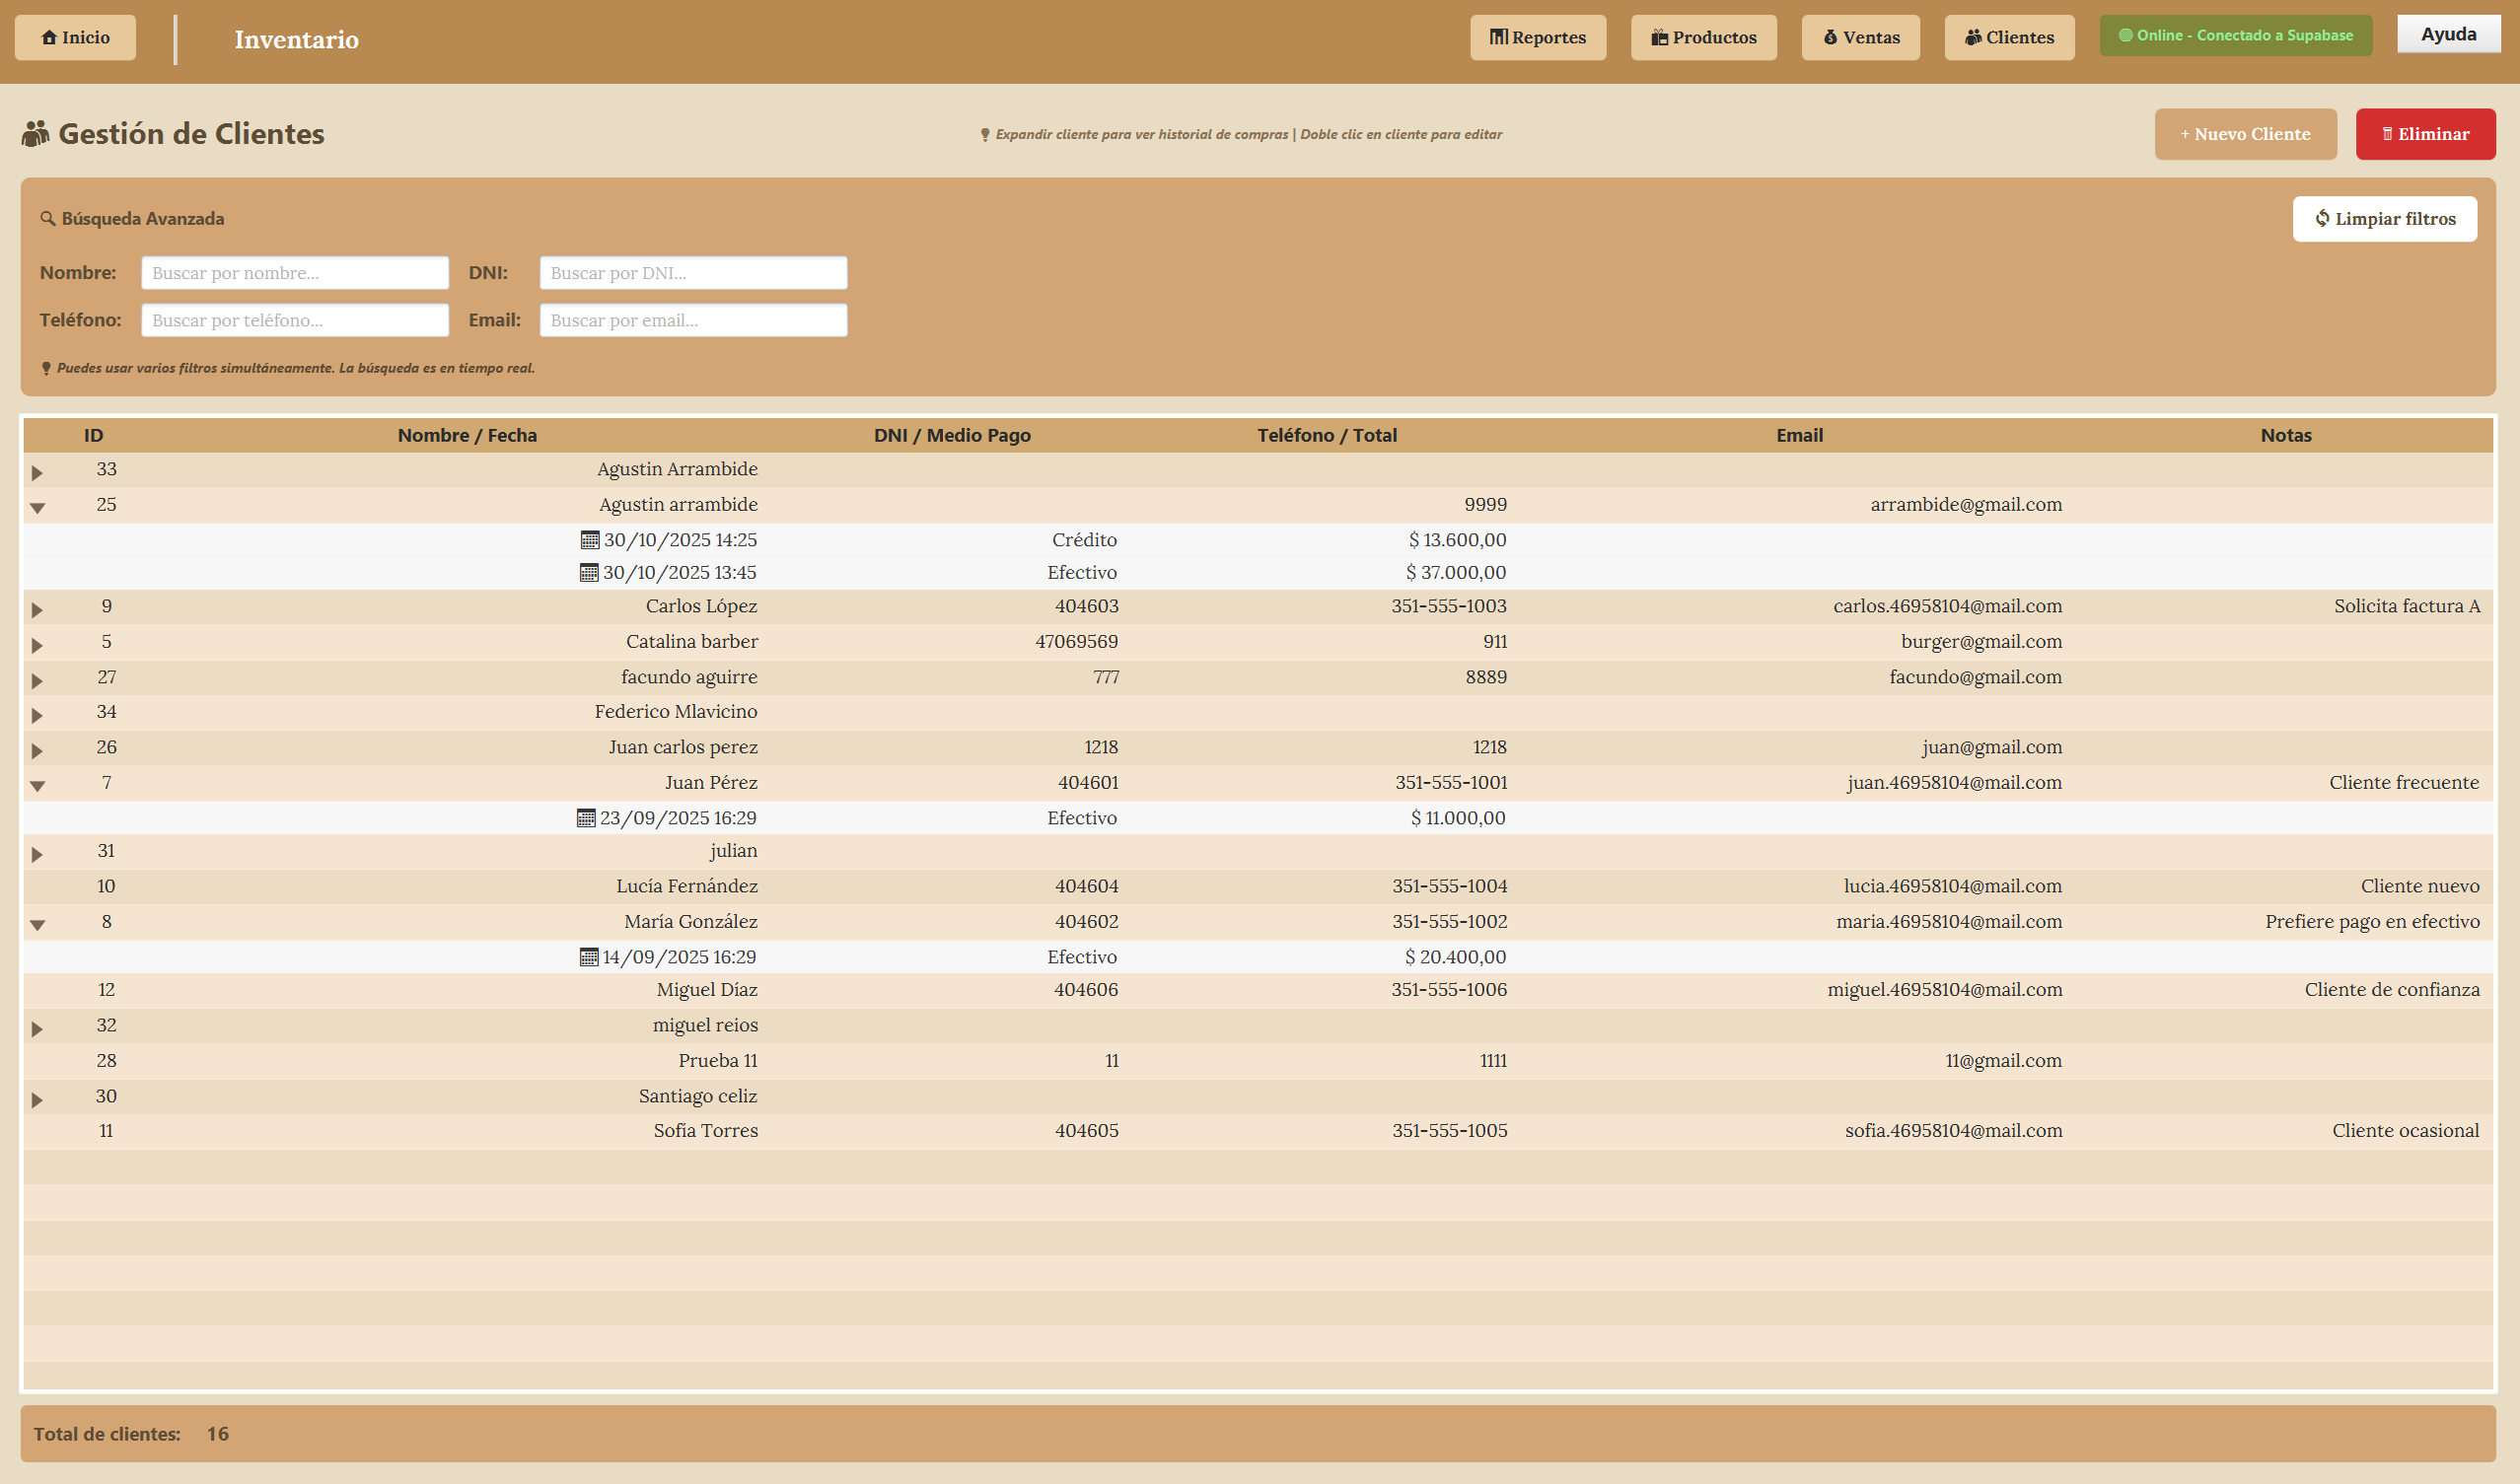 Inicio Inventario Reportes Productos Ventas Clientes Online - Conectado a Supabase Ayuda
Gestión de Clientes Expandir cliente para ver historial de compras | Doble clic en cliente para editar + Nuevo Cliente Eliminar
Búsqueda Avanzada Limpiar filtros
Nombre: Buscar por nombre... DNI: Buscar por DNI...
Teléfono: Buscar por teléfono... Email: Buscar por email...
Puedes usar varios filtros simultáneamente. La búsqueda es en tiempo real.
ID Nombre / Fecha DNI / Medio Pago Teléfono / Total Email Notas
33 Agustin Arrambide
25 Agustin arrambide 9999 arrambide@gmail.com
30/10/2025 14:25 Crédito $ 13.600,00
30/10/2025 13:45 Efectivo $ 37.000,00
9 Carlos López 404603 351-555-1003 carlos.46958104@mail.com Solicita factura A
5 Catalina barber 47069569 911 burger@gmail.com
27 facundo aguirre 777 8889 facundo@gmail.com
34 Federico Mlavicino
26 Juan carlos perez 1218 1218 juan@gmail.com
7 Juan Pérez 404601 351-555-1001 juan.46958104@mail.com Cliente frecuente
23/09/2025 16:29 Efectivo $ 11.000,00
31 julian
10 Lucía Fernández 404604 351-555-1004 lucia.46958104@mail.com Cliente nuevo
8 María González 404602 351-555-1002 maria.46958104@mail.com Prefiere pago en efectivo
14/09/2025 16:29 Efectivo $ 20.400,00
12 Miguel Díaz 404606 351-555-1006 miguel.46958104@mail.com Cliente de confianza
32 miguel reios
28 Prueba 11 11 1111 11@gmail.com
30 Santiago celiz
11 Sofía Torres 404605 351-555-1005 sofia.46958104@mail.com Cliente ocasional
Total de clientes: 16